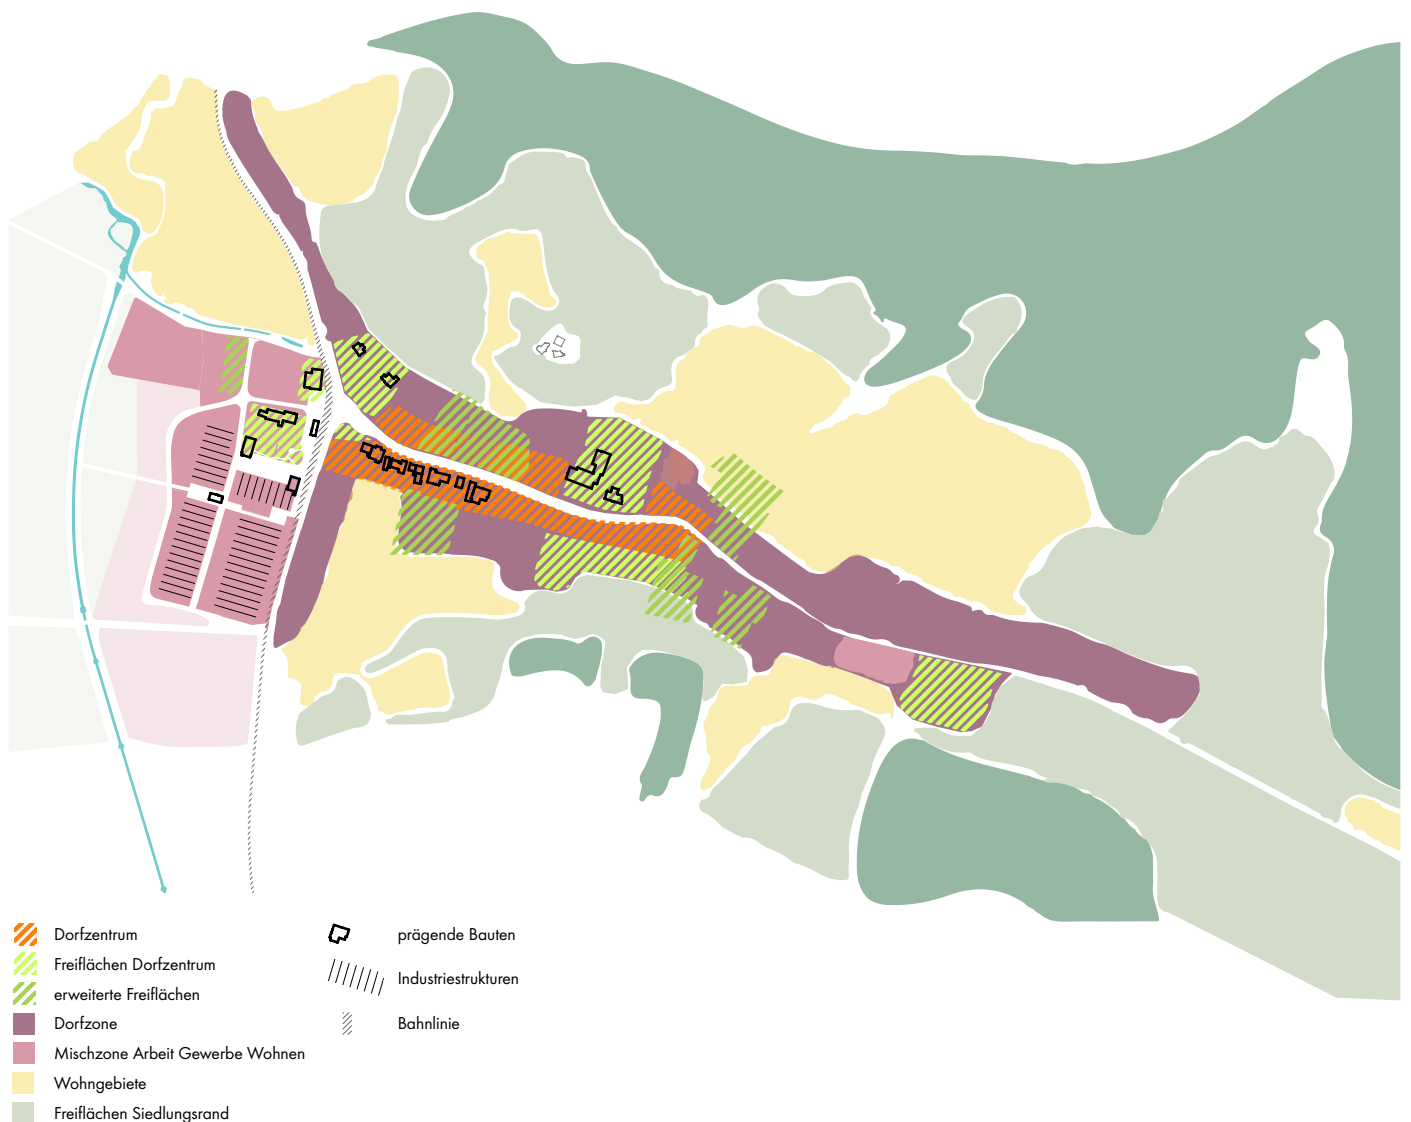 Dorfzentrum
Freiflächen Dorfzentrum
erweiterte Freiflächen
Dorfzone
Mischzone Arbeit Gewerbe Wohnen
Wohngebiete
Freiflächen Siedlungsrand
prägende Bauten
Industriestrukturen
Bahnlinie